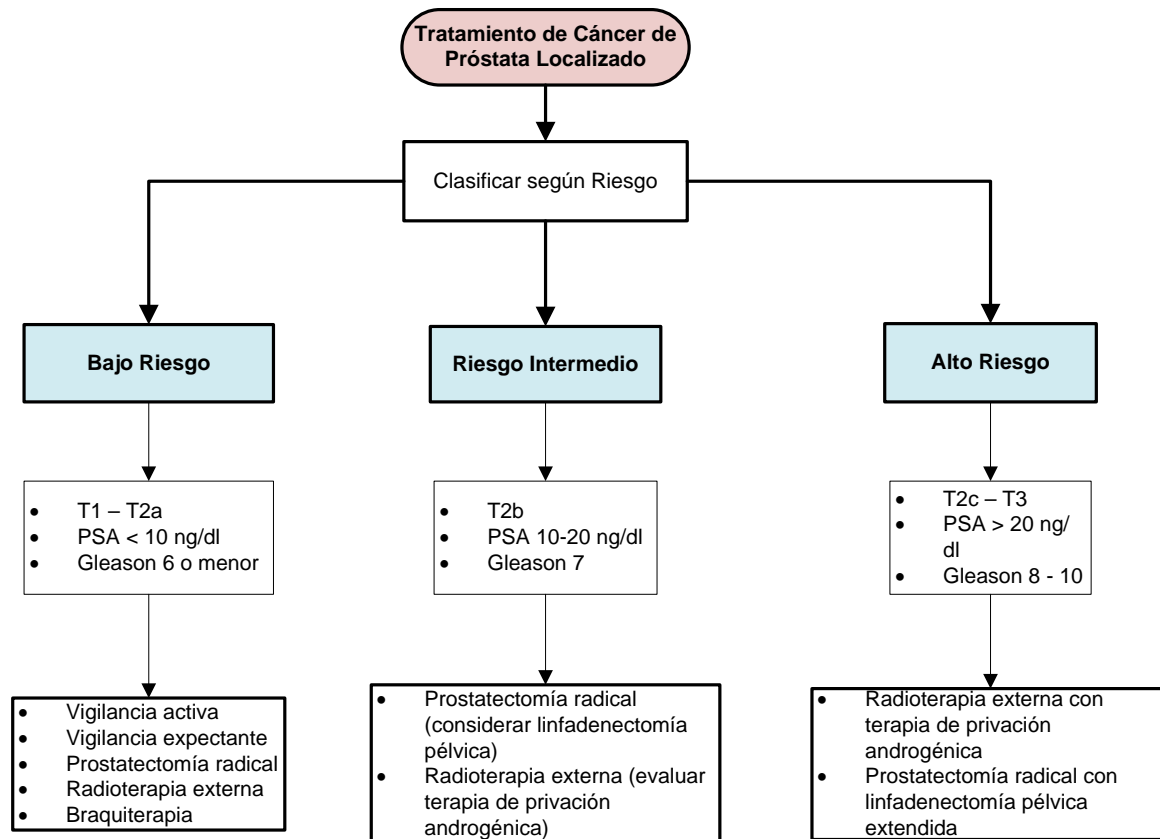 Tratamiento de Cáncer de
Próstata Localizado
Clasificar según Riesgo
Bajo Riesgo
Riesgo Intermedio
Alto Riesgo
• T1 – T2a
• PSA < 10 ng/dl
• Gleason 6 o menor
• T2b
• PSA 10-20 ng/dl
• Gleason 7
• T2c – T3
• PSA > 20 ng/
dl
• Gleason 8 - 10
• Vigilancia activa
• Vigilancia expectante
• Prostatectomía radical
• Radioterapia externa
• Braquiterapia
• Prostatectomía radical
(considerar linfadenectomía
pélvica)
• Radioterapia externa (evaluar
terapia de privación
androgénica)
• Radioterapia externa con
terapia de privación
androgénica
• Prostatectomía radical con
linfadenectomía pélvica
extendida